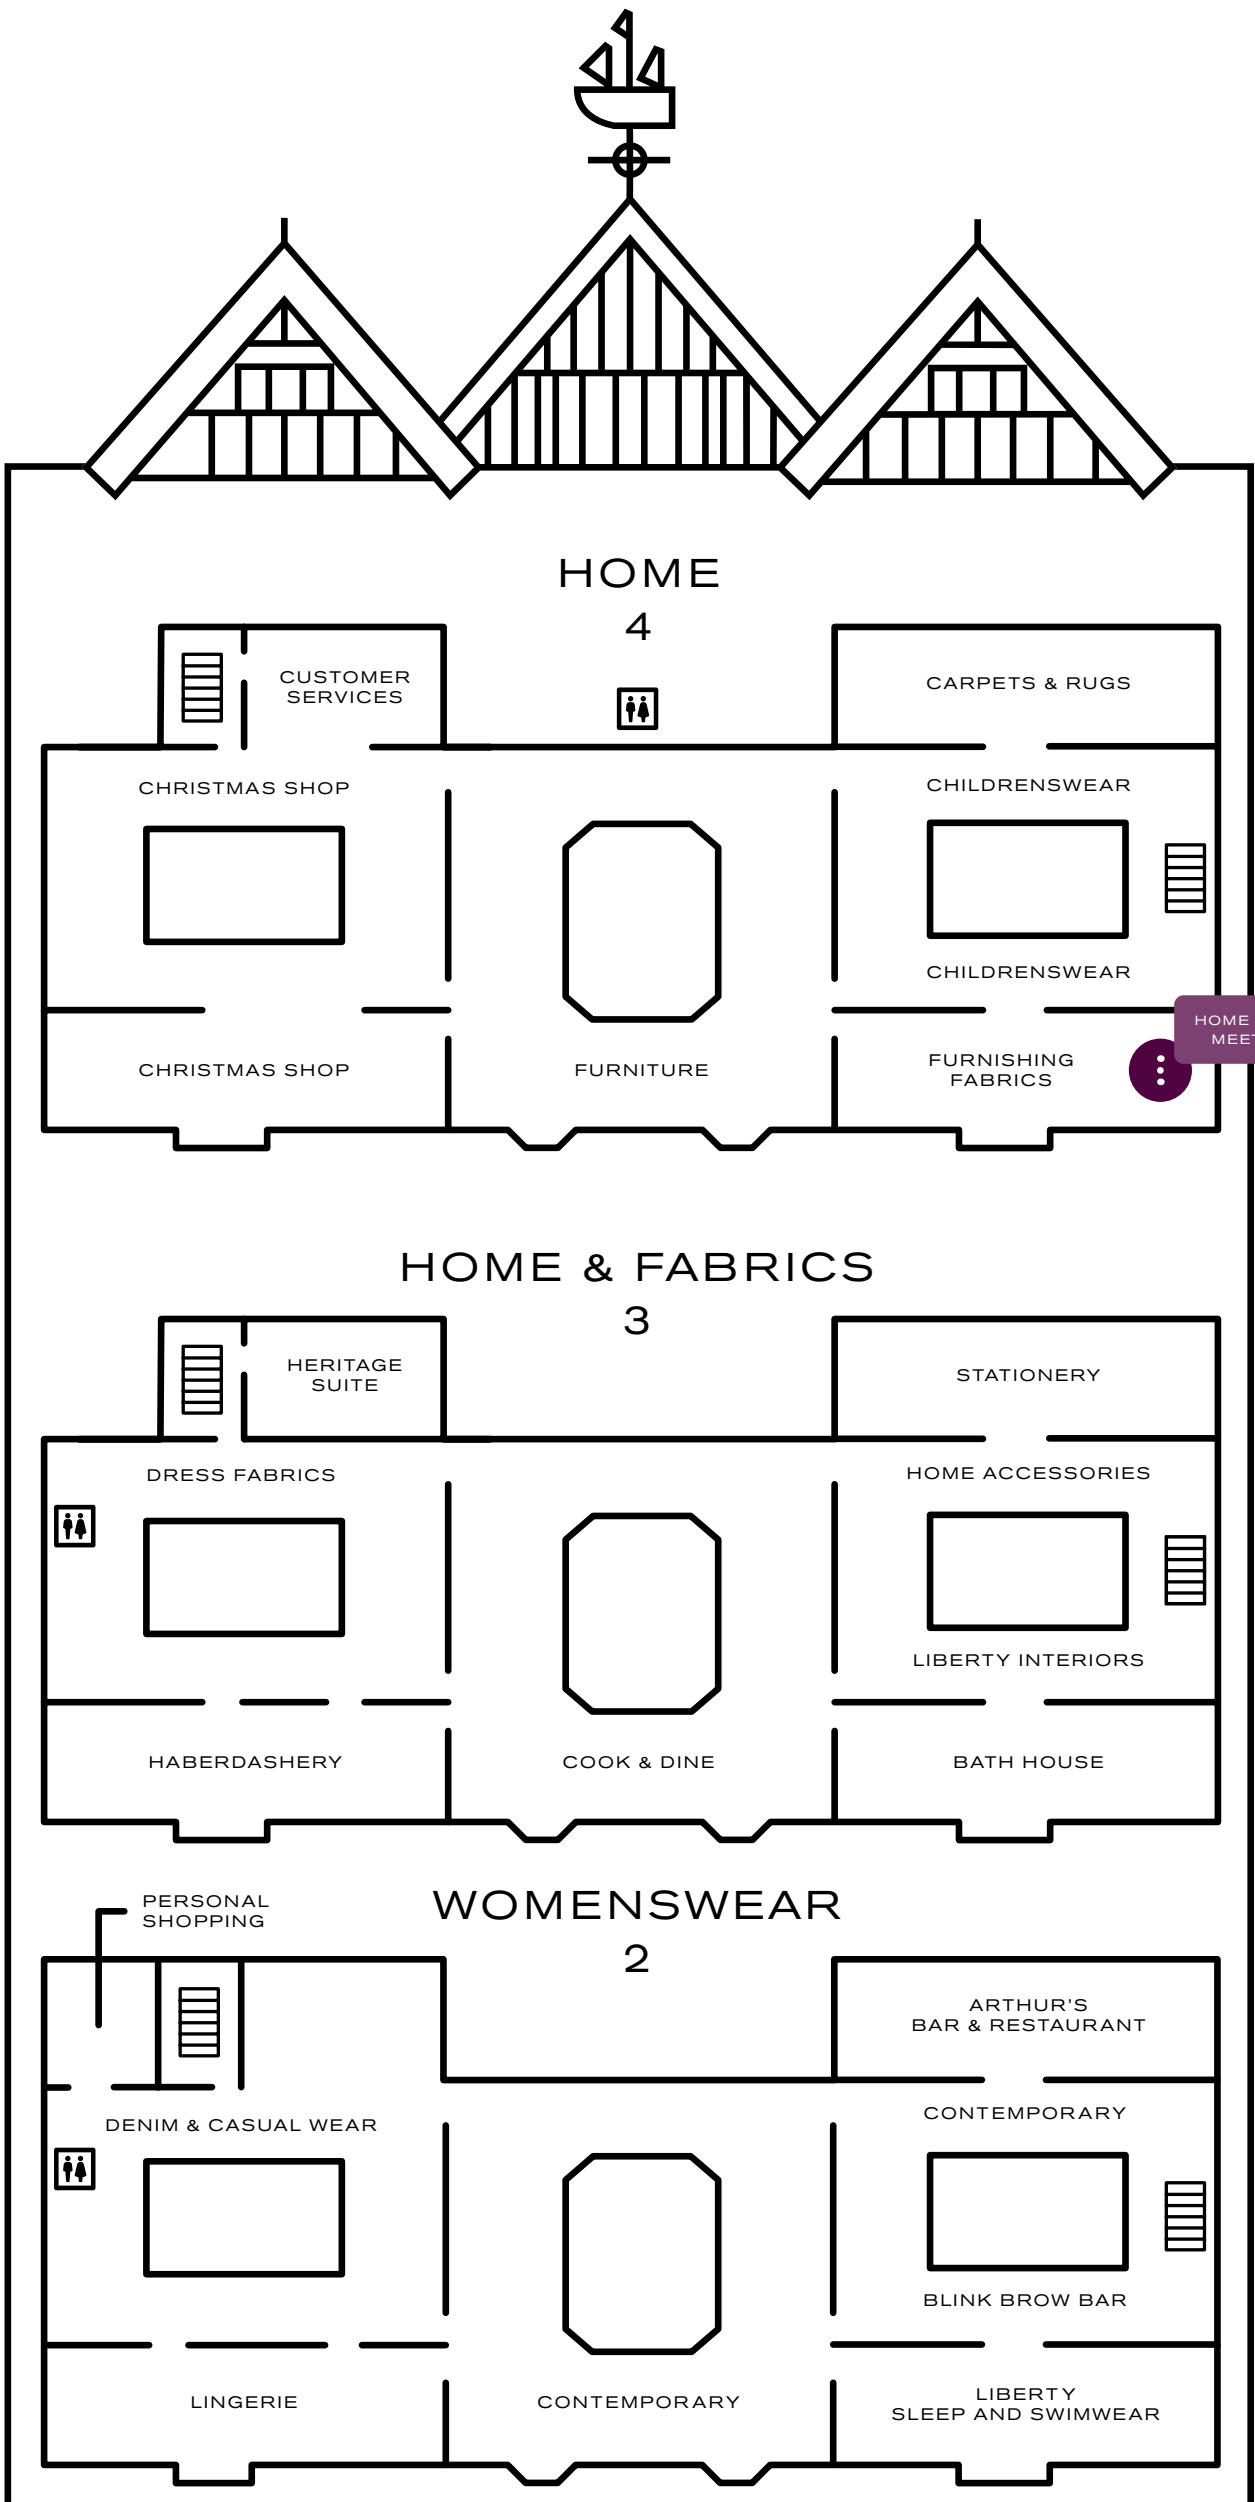 HOME
4
CUSTOMER
SERVICES
CARPETS & RUGS
CHRISTMAS SHOP
CHILDRENSWEAR
CHILDRENSWEAR
HOME
MEET
CHRISTMAS SHOP
FURNITURE
FURNISHING
FABRICS
HOME & FABRICS
3
HERITAGE
SUITE
STATIONERY
DRESS FABRICS
HOME ACCESSORIES
LIBERTY INTERIORS
HABERDASHERY
COOK & DINE
BATH HOUSE
PERSONAL
SHOPPING
WOMENSWEAR
2
ARTHUR'S
BAR & RESTAURANT
DENIM & CASUAL WEAR
CONTEMPORARY
BLINK BROW BAR
LINGERIE
CONTEMPORARY
LIBERTY
SLEEP AND SWIMWEAR